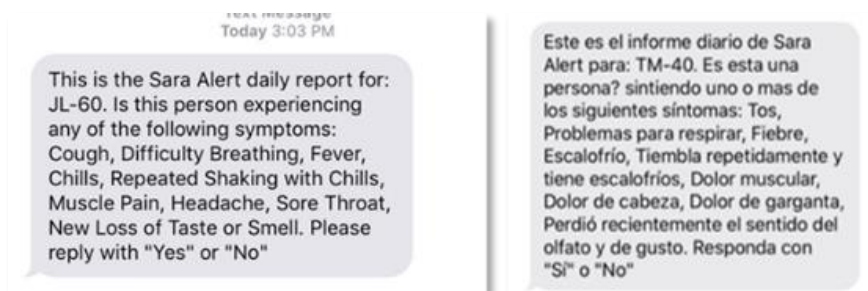 Text Message
Today 3:03 PM
This is the Sara Alert daily report for:
JL-60. Is this person experiencing
any of the following symptoms:
Cough, Difficulty Breathing, Fever,
Chills, Repeated Shaking with Chills,
Muscle Pain, Headache, Sore Throat,
New Loss of Taste or Smell. Please
reply with "Yes" or "No"
Este es el informe diario de Sara
Alert para: TM-40. Es esta una
persona? sintiendo uno o mas de
los siguientes síntomas: Tos,
Problemas para respirar, Fiebre,
Escalofrío, Tiembla repetidamente y
tiene escalofríos, Dolor muscular,
Dolor de cabeza, Dolor de garganta,
Perdió recientemente el sentido del
olfato y de gusto. Responda con
"Sí" o "No"